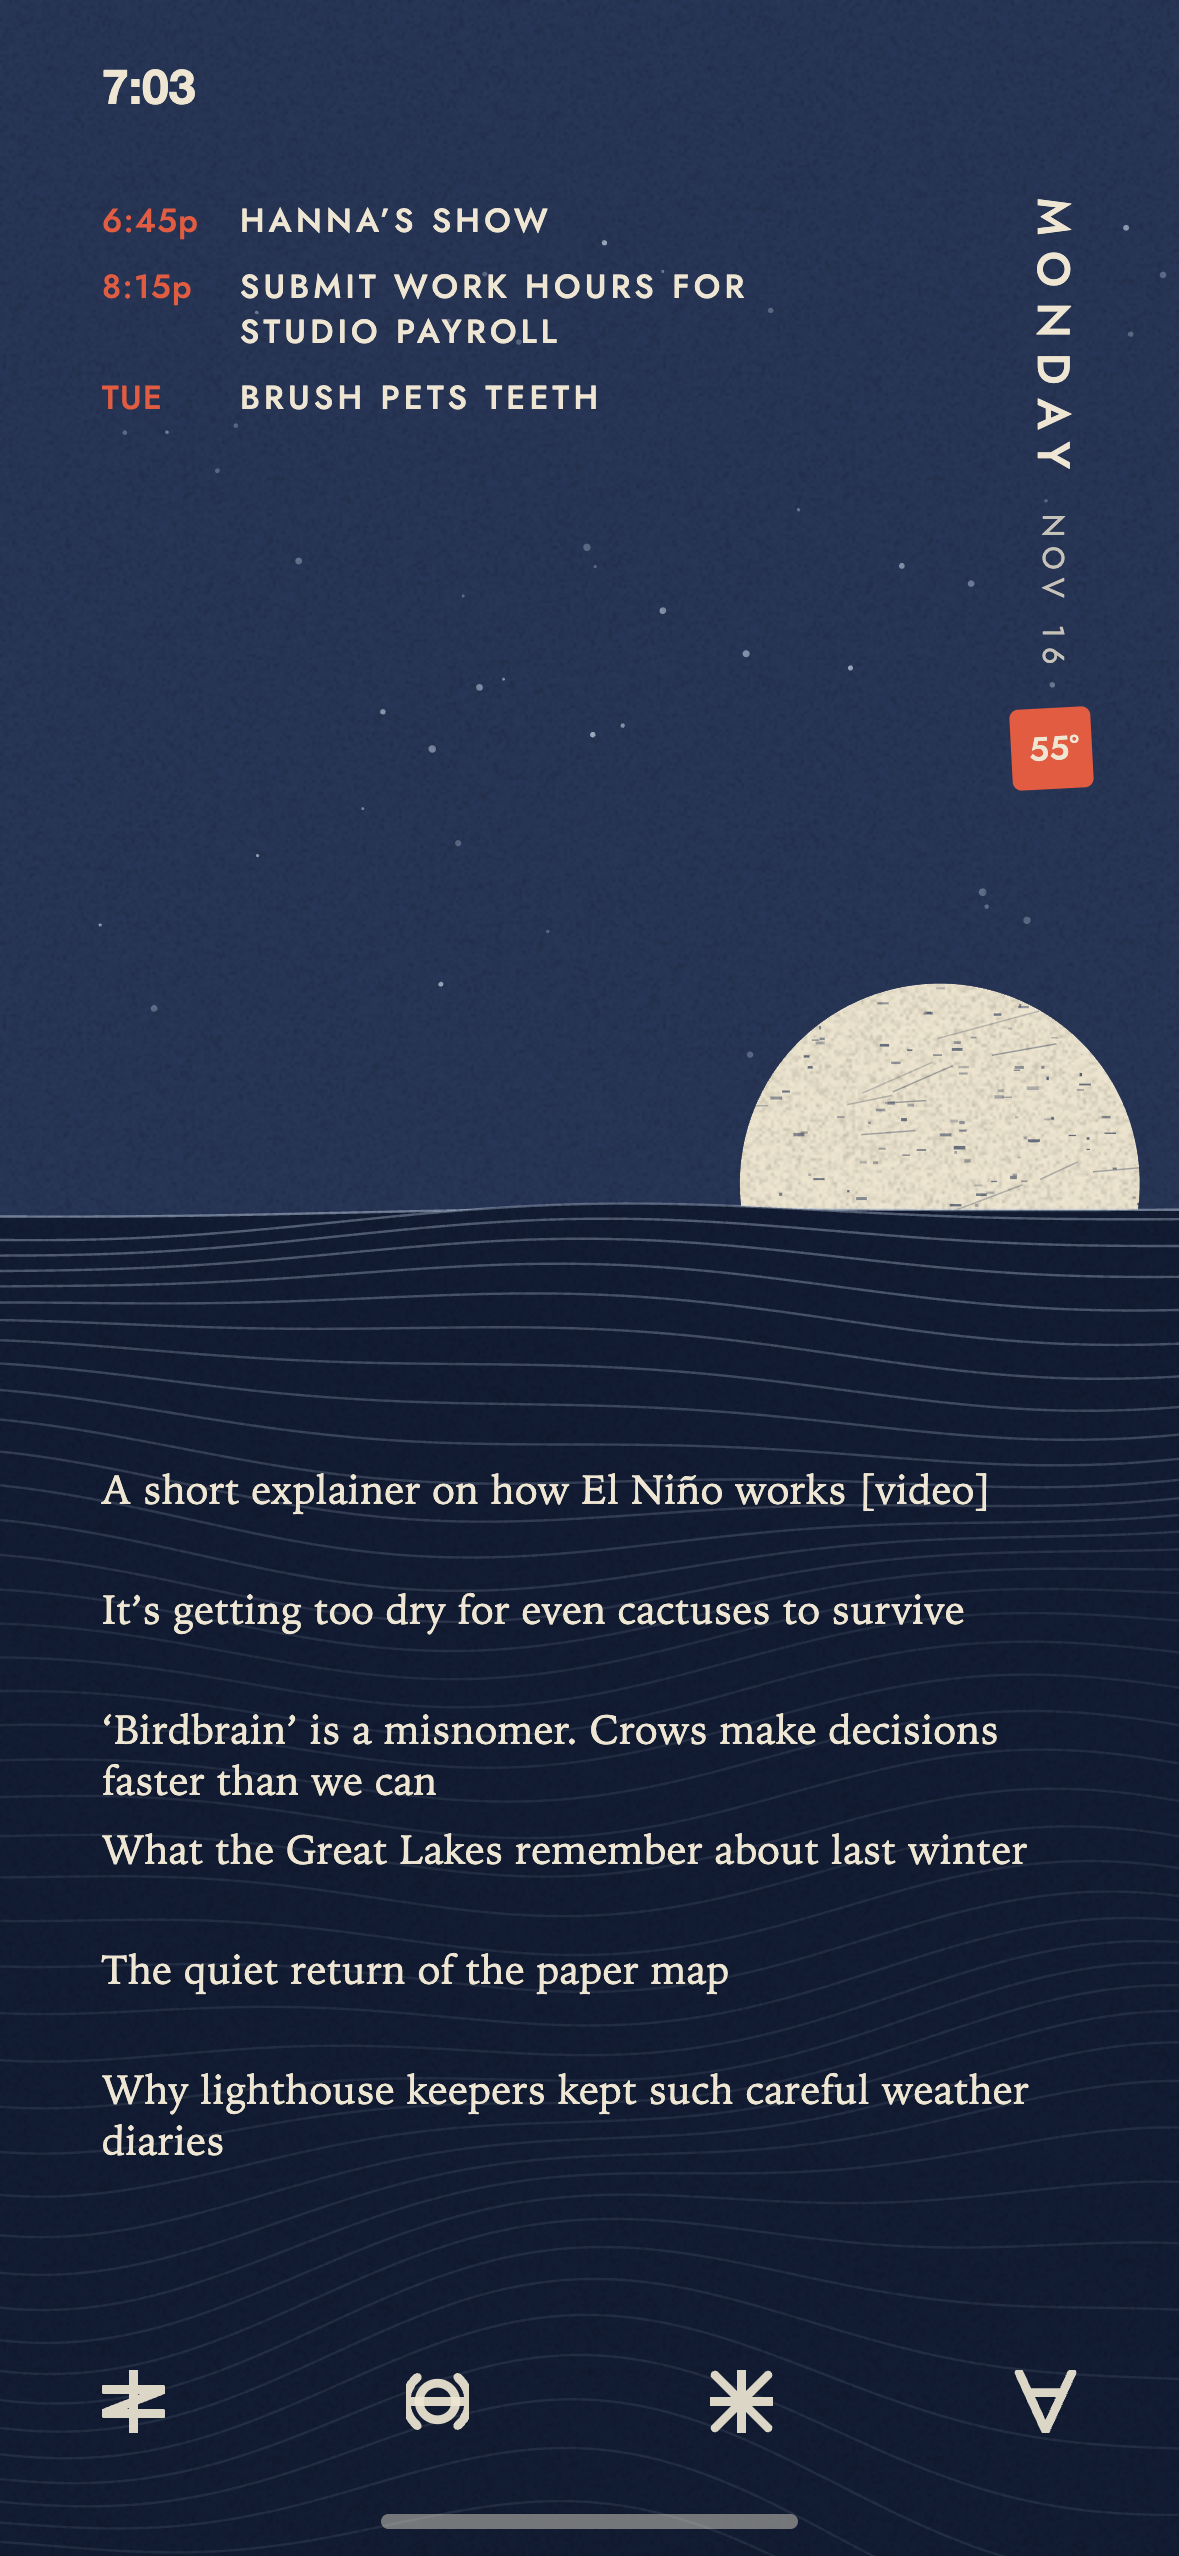 7:03
6:45p HANNA’S SHOW
8:15p SUBMIT WORK HOURS FOR
STUDIO PAYROLL
TUE BRUSH PETS TEETH
MONDAY NOV 16
55°
A short explainer on how El Niño works [video]
It’s getting too dry for even cactuses to survive
‘Birdbrain’ is a misnomer. Crows make decisions
faster than we can
What the Great Lakes remember about last winter
The quiet return of the paper map
Why lighthouse keepers kept such careful weather
diaries